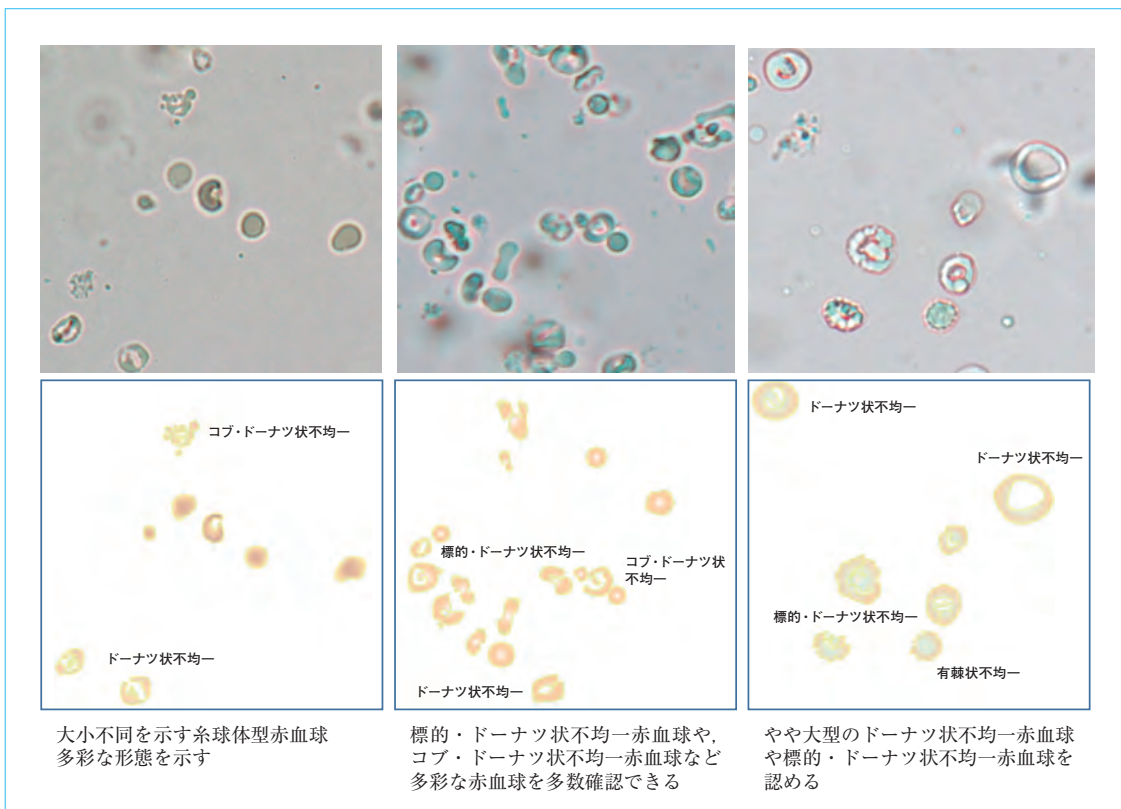 コブ・ドーナツ状不均一
ドーナツ状不均一
大小不同を示す糸球体型赤血球
多彩な形態を示す
標的・ドーナツ状不均一
コブ・ドーナツ状
不均一
ドーナツ状不均一
標的・ドーナツ状不均一赤血球や,
コブ・ドーナツ状不均一赤血球など
多彩な赤血球を多数確認できる
ドーナツ状不均一
ドーナツ状不均一
標的・ドーナツ状不均一
有棘状不均一
やや大型のドーナツ状不均一赤血球
や標的・ドーナツ状不均一赤血球を
認める